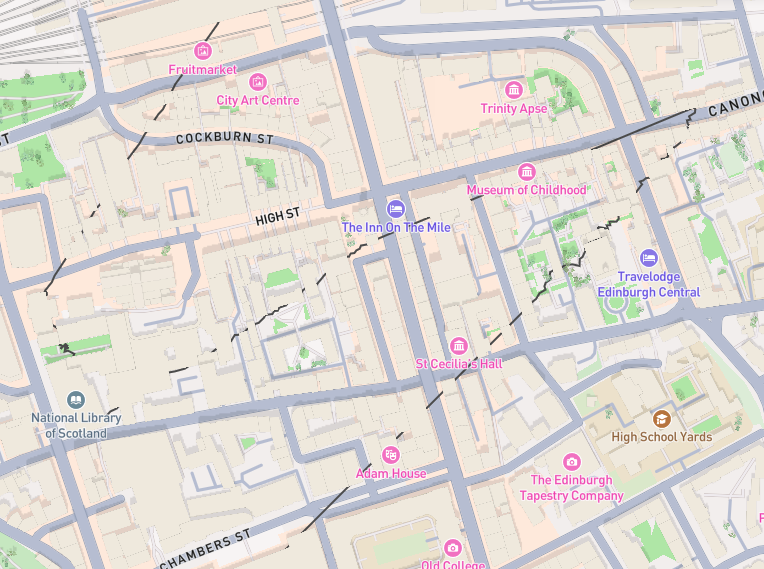 Fruitmarket
City Art Centre
Trinity Apse
CANON
ST
COCKBURN ST
Museum of Childhood
HIGH ST
The Inn On The Mile
Travelodge
Edinburgh Central
St Cecilia's Hall
National Library
of Scotland
High School Yards
Adam House
The Edinburgh
Tapestry Company
CHAMBERS ST
Old College